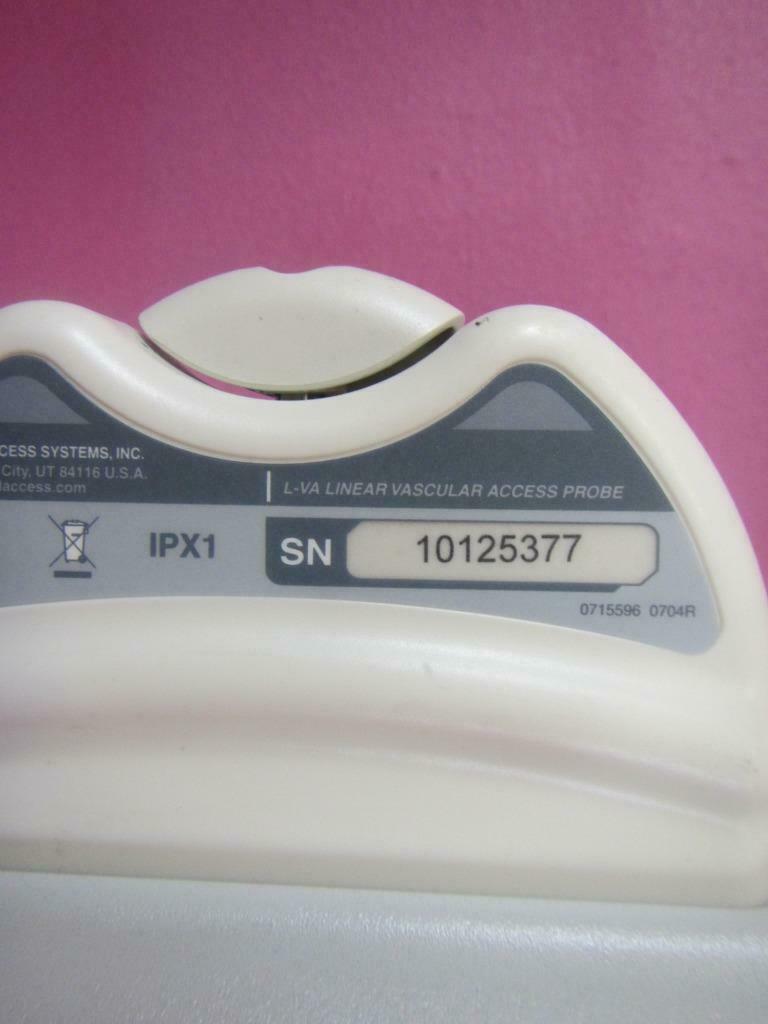 CESS SYSTEMS, INC.
City, UT 84116 U.S.A.
laccess.com
L-VA LINEAR VASCULAR ACCESS PROBE
IPX1
SN 10125377
0715596 0704R